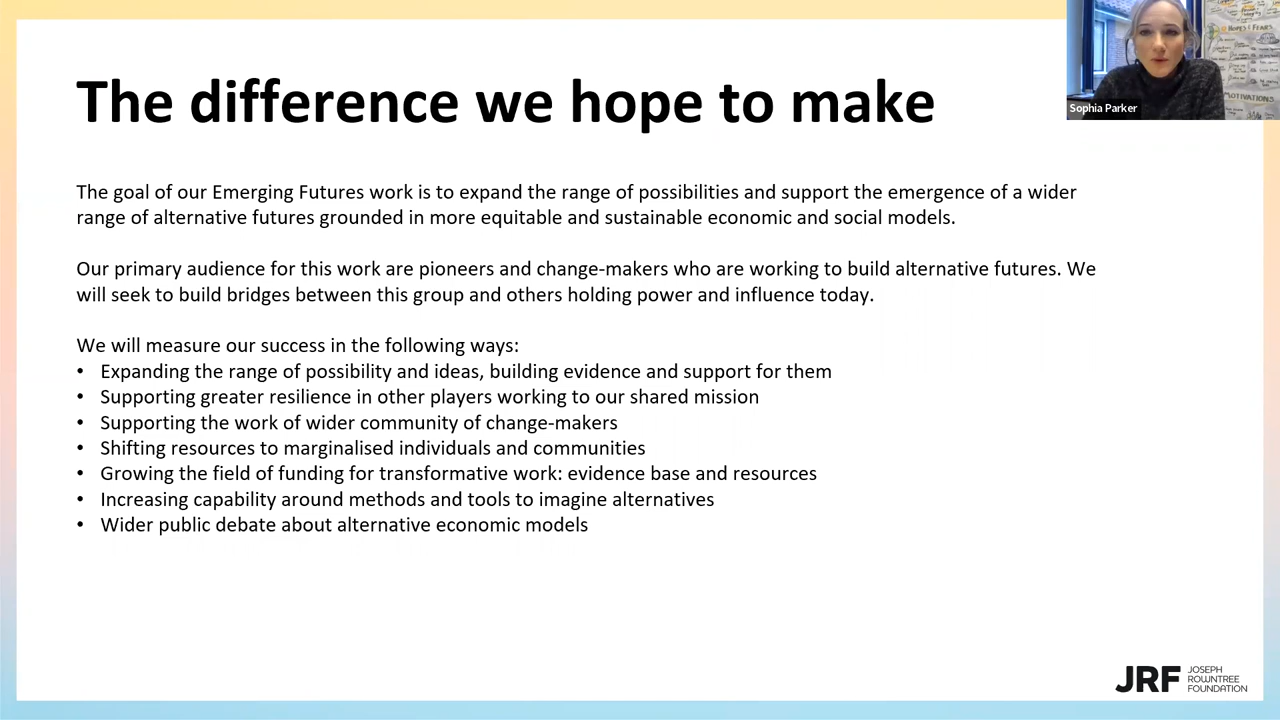 The difference we hope to make
Sophia Parker
HOPES & FEARS
MOTIVATIONS
The goal of our Emerging Futures work is to expand the range of possibilities and support the emergence of a wider
range of alternative futures grounded in more equitable and sustainable economic and social models.
Our primary audience for this work are pioneers and change-makers who are working to build alternative futures. We
will seek to build bridges between this group and others holding power and influence today.
We will measure our success in the following ways:
• Expanding the range of possibility and ideas, building evidence and support for them
• Supporting greater resilience in other players working to our shared mission
• Supporting the work of wider community of change-makers
• Shifting resources to marginalised individuals and communities
• Growing the field of funding for transformative work: evidence base and resources
• Increasing capability around methods and tools to imagine alternatives
• Wider public debate about alternative economic models
JRF JOSEPH
ROWNTREE
FOUNDATION